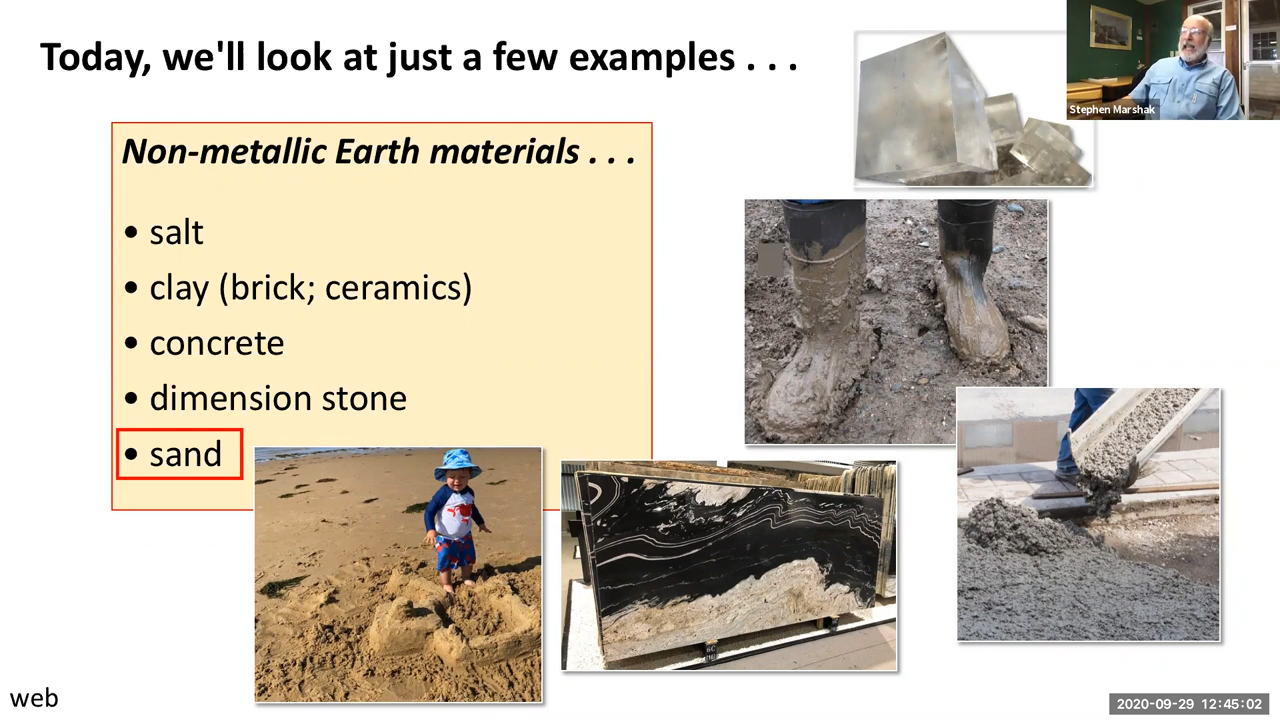 Today, we'll look at just a few examples . . .
Stephen Marshak
Non-metallic Earth materials . . .
• salt
• clay (brick; ceramics)
• concrete
• dimension stone
• sand
web
2020-09-29 12:45:02